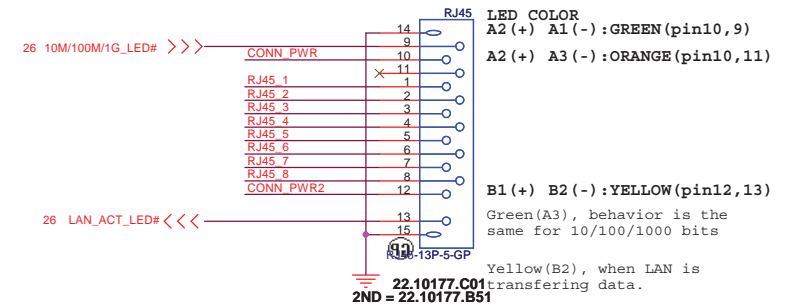 RJ45
LED COLOR
A2(+) A1(-):GREEN(pin10,9)
A2(+) A3(-):ORANGE(pin10,11)
14
26 10M/100M/1G_LED#
9
CONN_PWR
10
11
RJ45_1
1
RJ45_2
2
RJ45_3
3
RJ45_4
4
RJ45_5
5
RJ45_6
6
RJ45_7
7
RJ45_8
8
CONN_PWR2
12
B1(+) B2(-):YELLOW(pin12,13)
26 LAN_ACT_LED#
13
15
Green(A3), behavior is the
same for 10/100/1000 bits
RJ45-13P-5-GP
Yellow(B2), when LAN is
transfering data.
22.10177.C01
2ND = 22.10177.B51